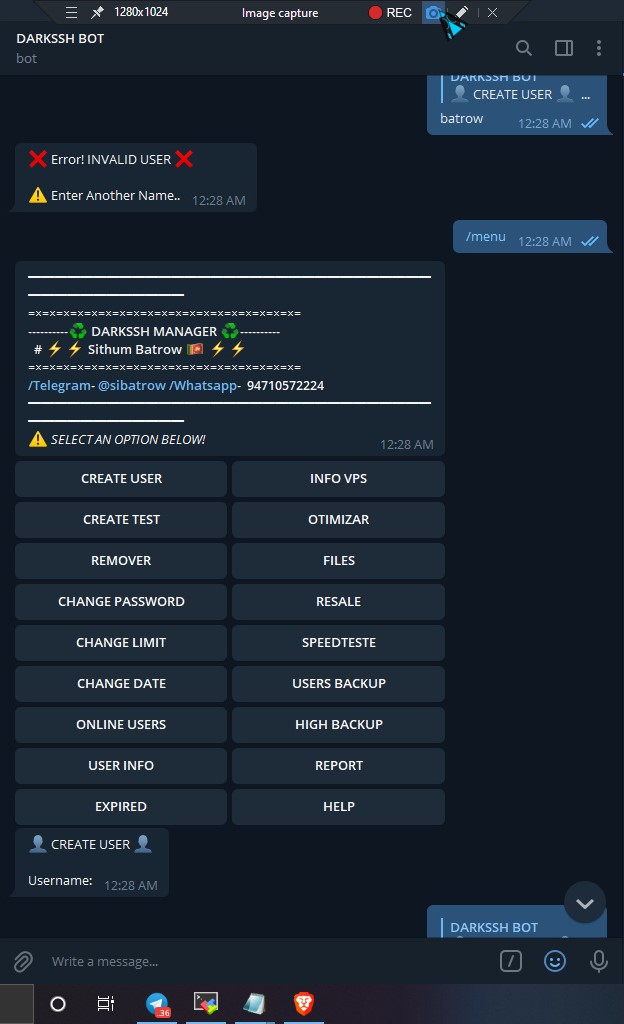 1280x1024 Image capture REC
DARKSSH BOT
bot
DARKSSH BOT
👤 CREATE USER 👤 ...
batrow 12:28 AM
❌ Error! INVALID USER ❌
⚠️ Enter Another Name.. 12:28 AM
/menu 12:28 AM
=×=×=×=×=×=×=×=×=×=×=×=×=×=×=×=×=×=
----------♻️ DARKSSH MANAGER ♻️----------
# ⚡ ⚡ Sithum Batrow 🇱🇰 ⚡ ⚡
=×=×=×=×=×=×=×=×=×=×=×=×=×=×=×=×=×=
/Telegram- @sibatrow /Whatsapp- 94710572224
⚠️ SELECT AN OPTION BELOW! 12:28 AM
CREATE USER INFO VPS
CREATE TEST OTIMIZAR
REMOVER FILES
CHANGE PASSWORD RESALE
CHANGE LIMIT SPEEDTESTE
CHANGE DATE USERS BACKUP
ONLINE USERS HIGH BACKUP
USER INFO REPORT
EXPIRED HELP
👤 CREATE USER 👤
Username: 12:28 AM
DARKSSH BOT
Write a message...
..36